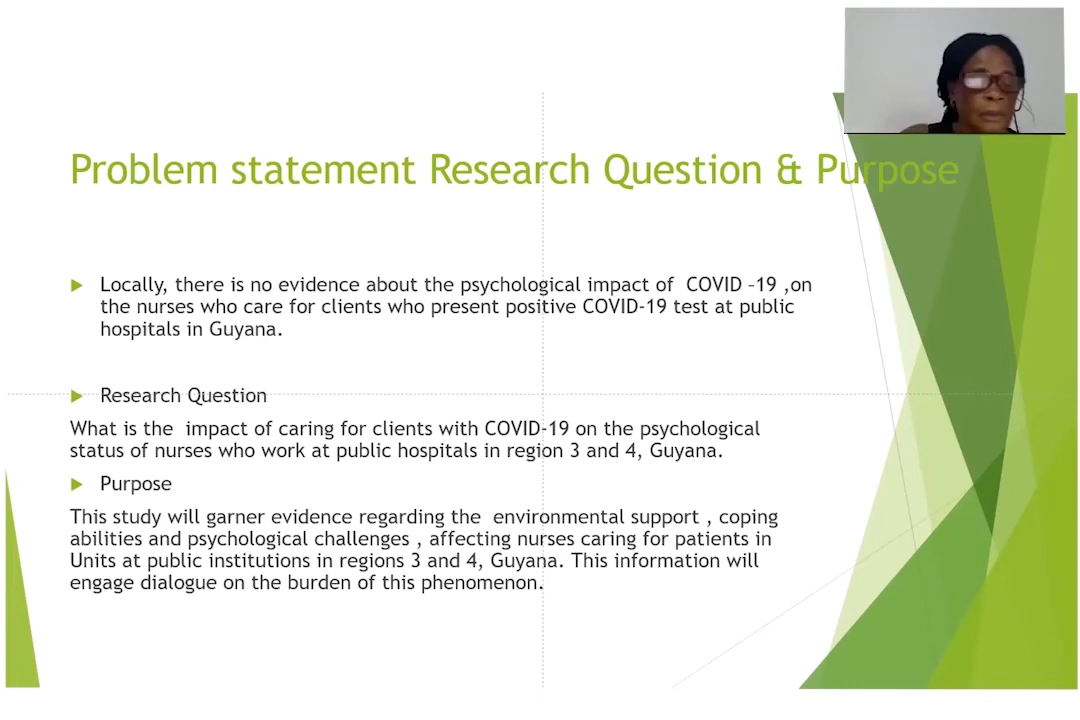 Problem statement Research Question & Purpose
Locally, there is no evidence about the psychological impact of COVID –19 ,on
the nurses who care for clients who present positive COVID-19 test at public
hospitals in Guyana.
Research Question
What is the impact of caring for clients with COVID-19 on the psychological
status of nurses who work at public hospitals in region 3 and 4, Guyana.
Purpose
This study will garner evidence regarding the environmental support , coping
abilities and psychological challenges , affecting nurses caring for patients in
Units at public institutions in regions 3 and 4, Guyana. This information will
engage dialogue on the burden of this phenomenon.